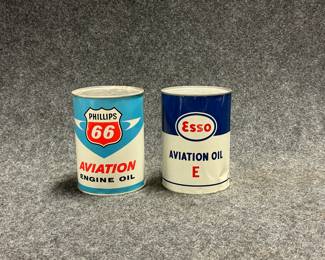 PHILLIPS
66
AVIATION
ENGINE OIL
Esso
AVIATION OIL
E